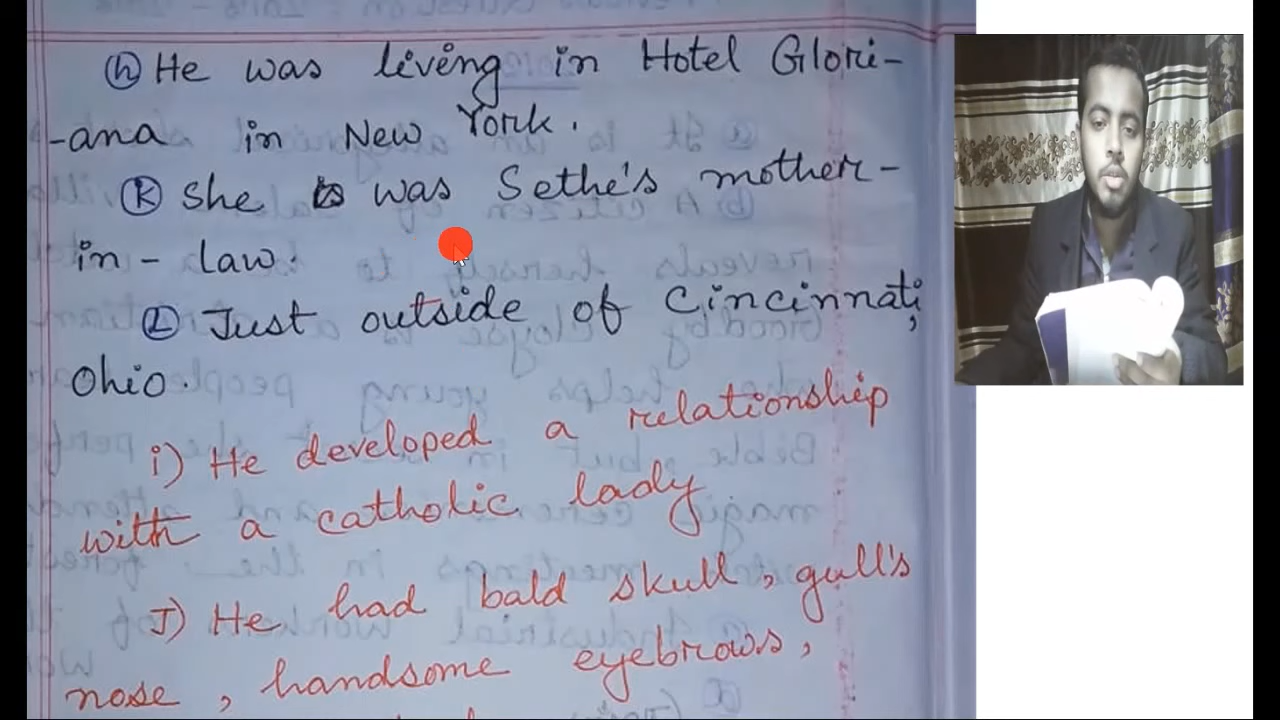 (h) He was living in Hotel Glori-
-ana in New York.
(k) She is was Sethe's mother-
in-law.
(L) Just outside of Cincinnati,
Ohio.
i) He developed a relationship
with a catholic lady
J) He had bald skull, gull's
nose, handsome eyebrows,